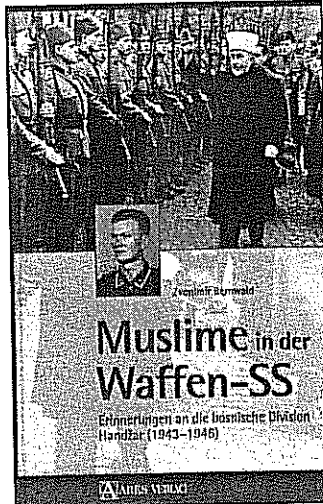 Zvonimir Bernwald
Muslime in der
Waffen-SS
Erinnerungen an die bosnische Division
Handžar (1943–1945)
ARES VERLAG